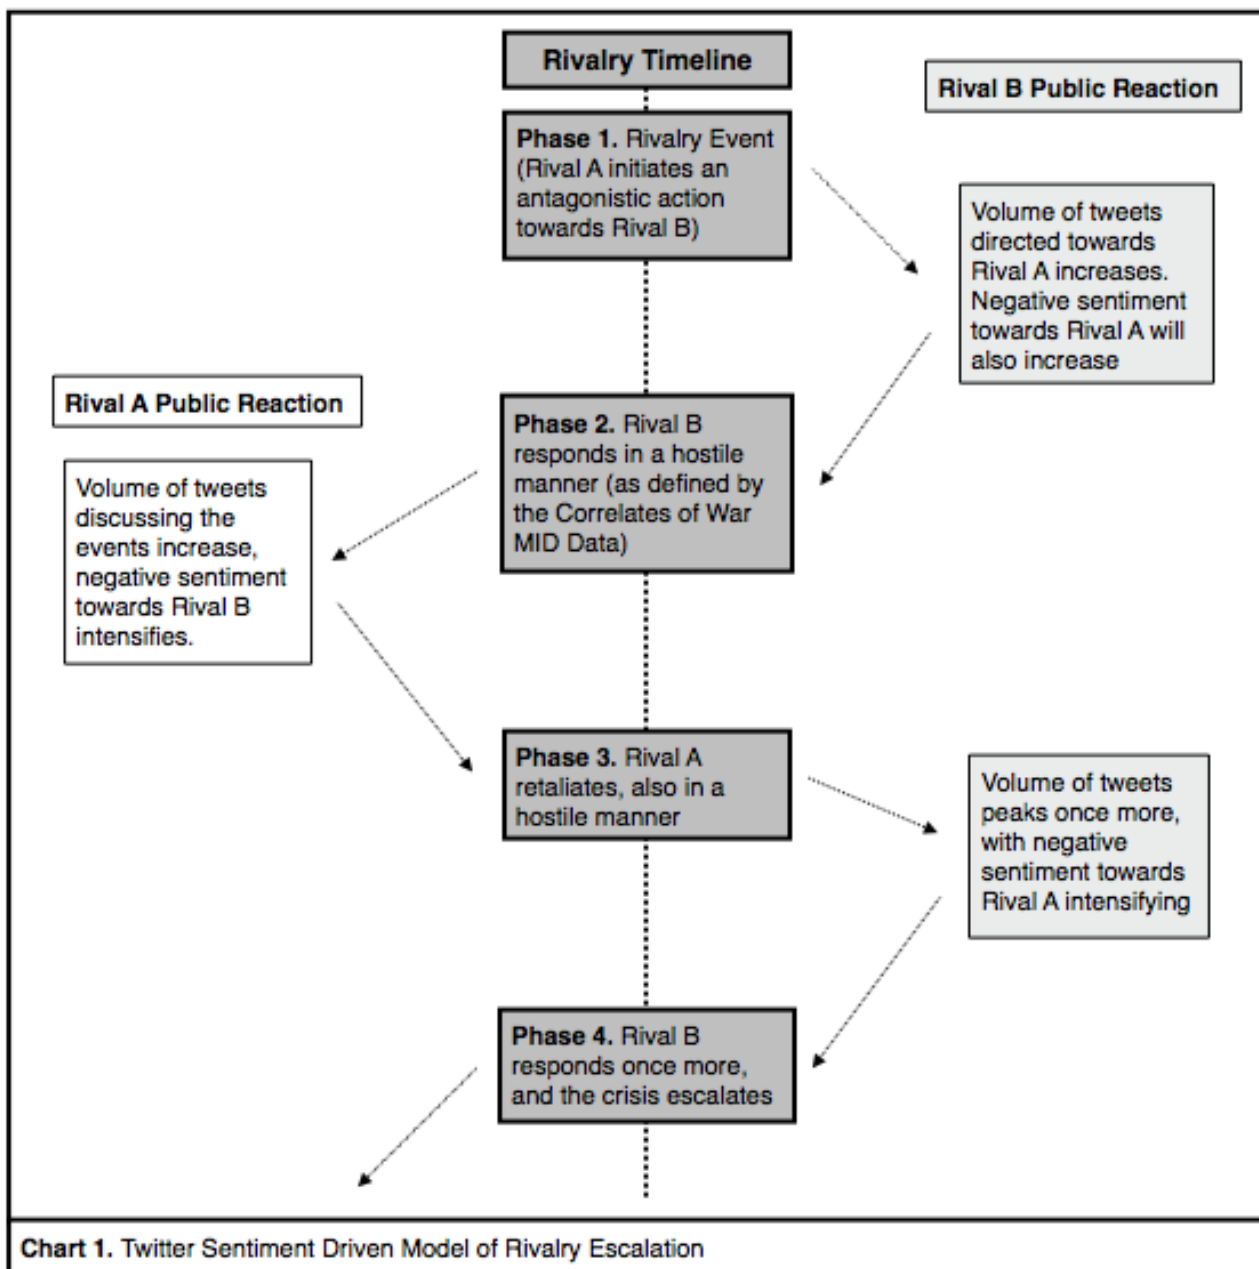 Rivalry Timeline
Rival B Public Reaction
Phase 1. Rivalry Event
(Rival A initiates an
antagonistic action
towards Rival B)
Volume of tweets
directed towards
Rival A increases.
Negative sentiment
towards Rival A will
also increase
Rival A Public Reaction
Phase 2. Rival B
responds in a hostile
manner (as defined by
the Correlates of War
MID Data)
Volume of tweets
discussing the
events increase,
negative sentiment
towards Rival B
intensifies.
Phase 3. Rival A
retaliates, also in a
hostile manner
Volume of tweets
peaks once more,
with negative
sentiment towards
Rival A intensifying
Phase 4. Rival B
responds once more,
and the crisis escalates
Chart 1. Twitter Sentiment Driven Model of Rivalry Escalation